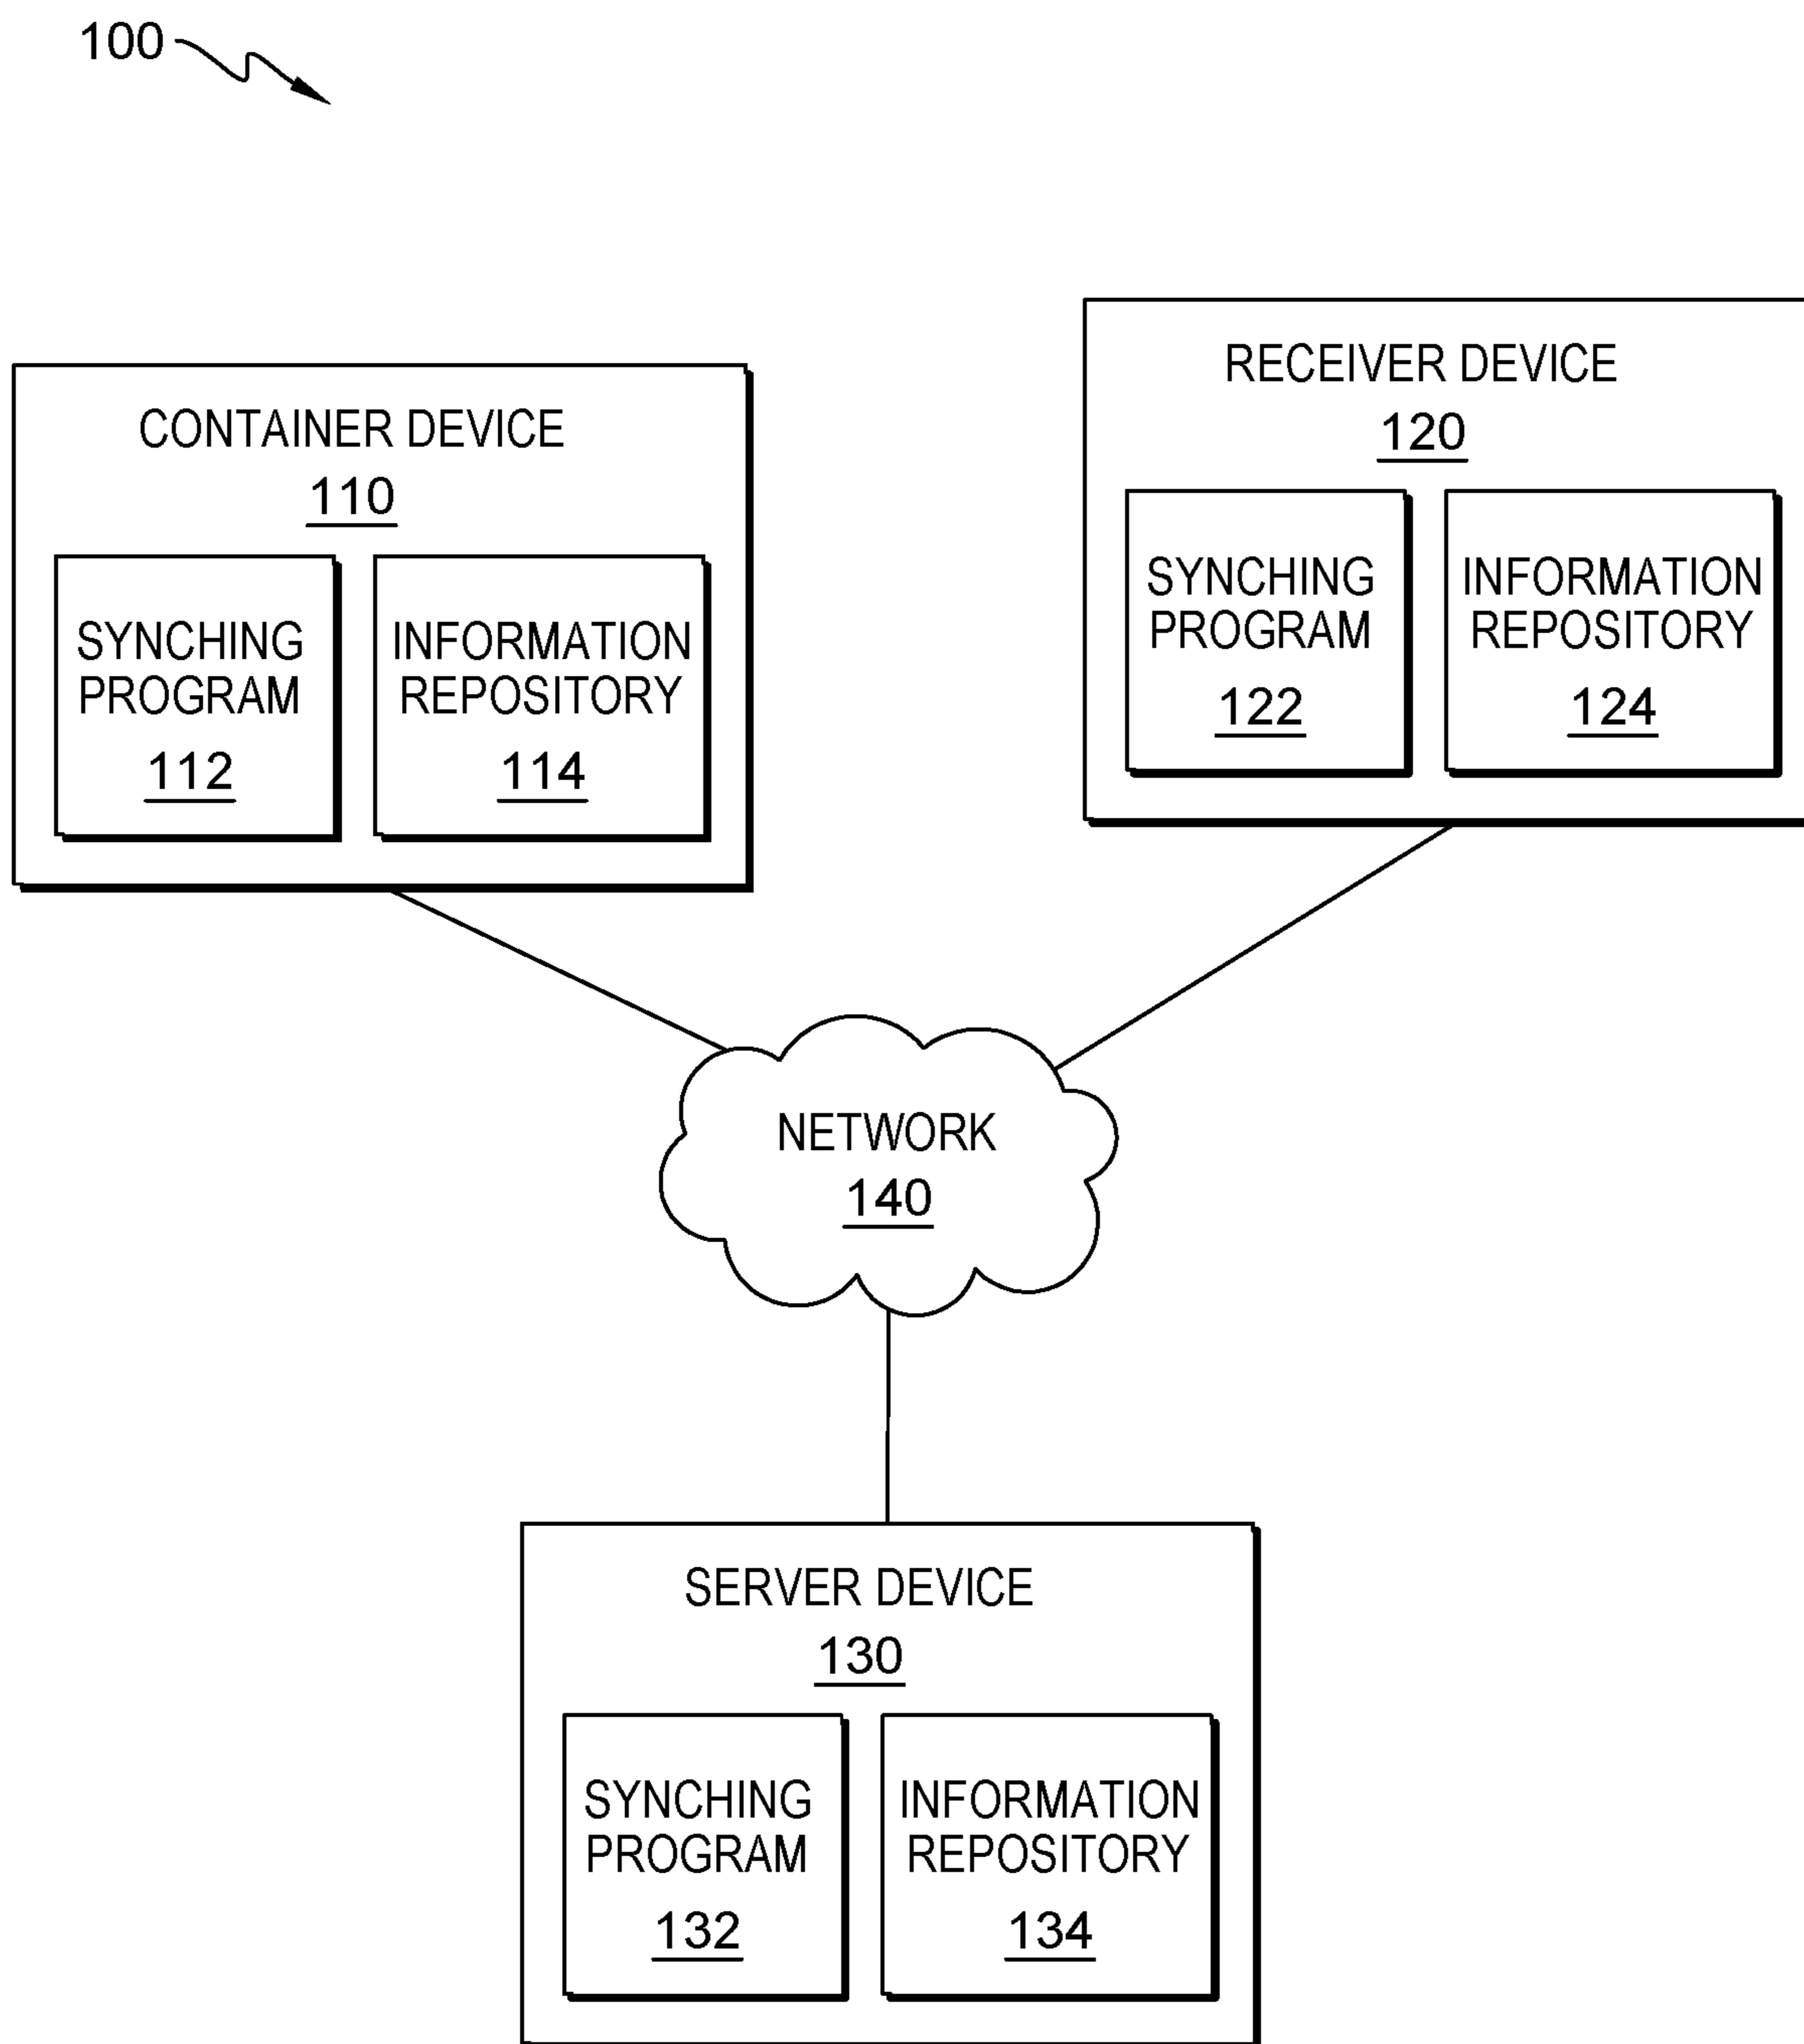 100
CONTAINER DEVICE
110
SYNCHING
PROGRAM
112
INFORMATION
REPOSITORY
114
RECEIVER DEVICE
120
SYNCHING
PROGRAM
122
INFORMATION
REPOSITORY
124
NETWORK
140
SERVER DEVICE
130
SYNCHING
PROGRAM
132
INFORMATION
REPOSITORY
134